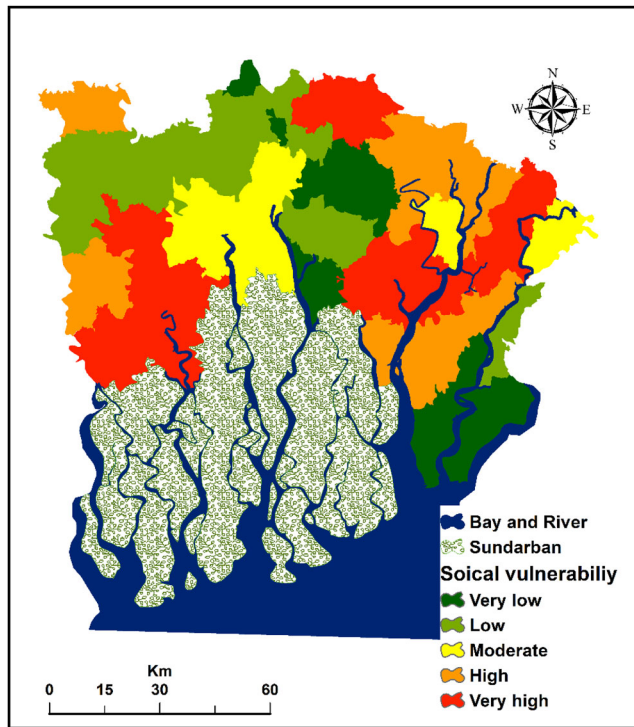 N
W E
S
Bay and River
Sundarban
Soical vulnerabiliy
Very low
Low
Moderate
High
Very high
Km
0 15 30 60